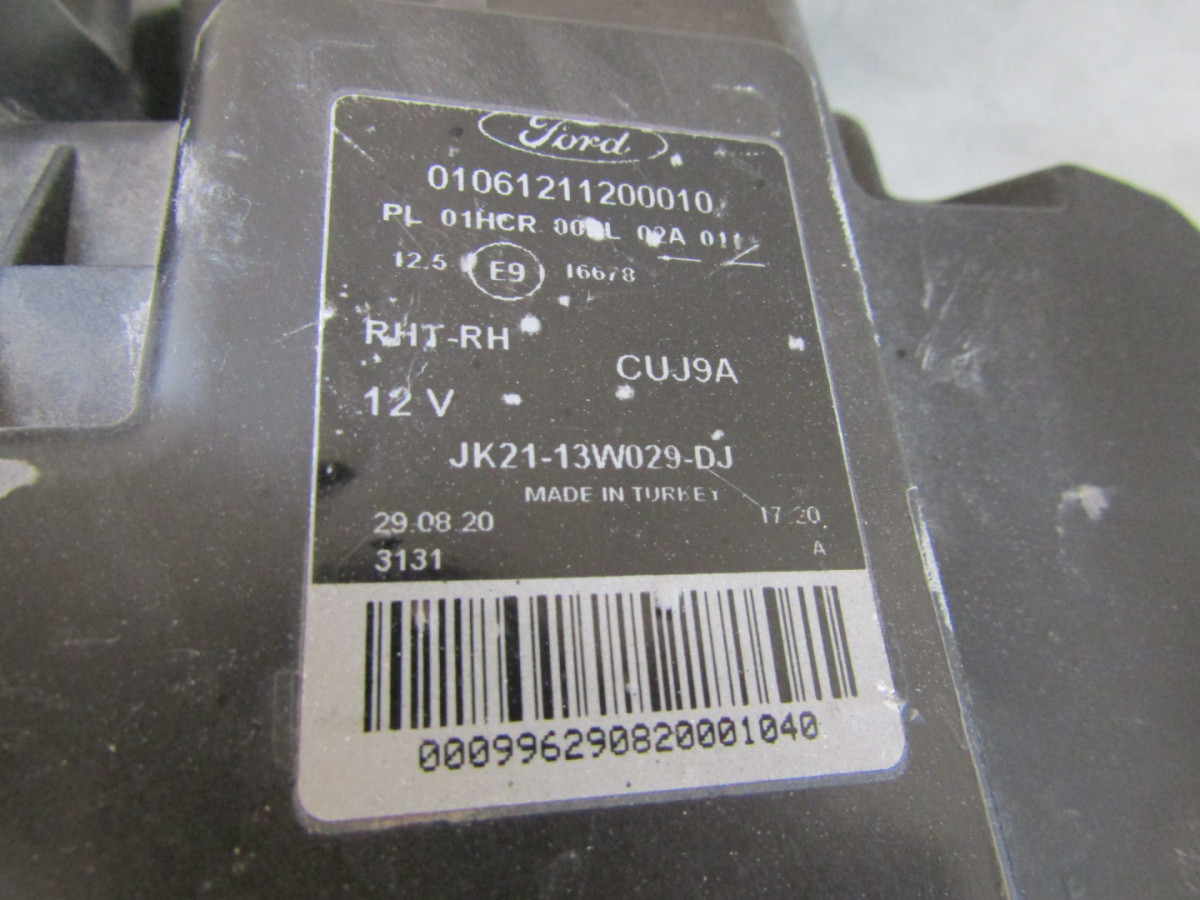 Ford
01061211200010
PL 01HCR 02A
12.5 E9 16678
RHT-RH
CUJ9A
12 V
JK21-13W029-DJ
MADE IN TURKEY
29.08.20 17:20
3131 A
000996290820001040